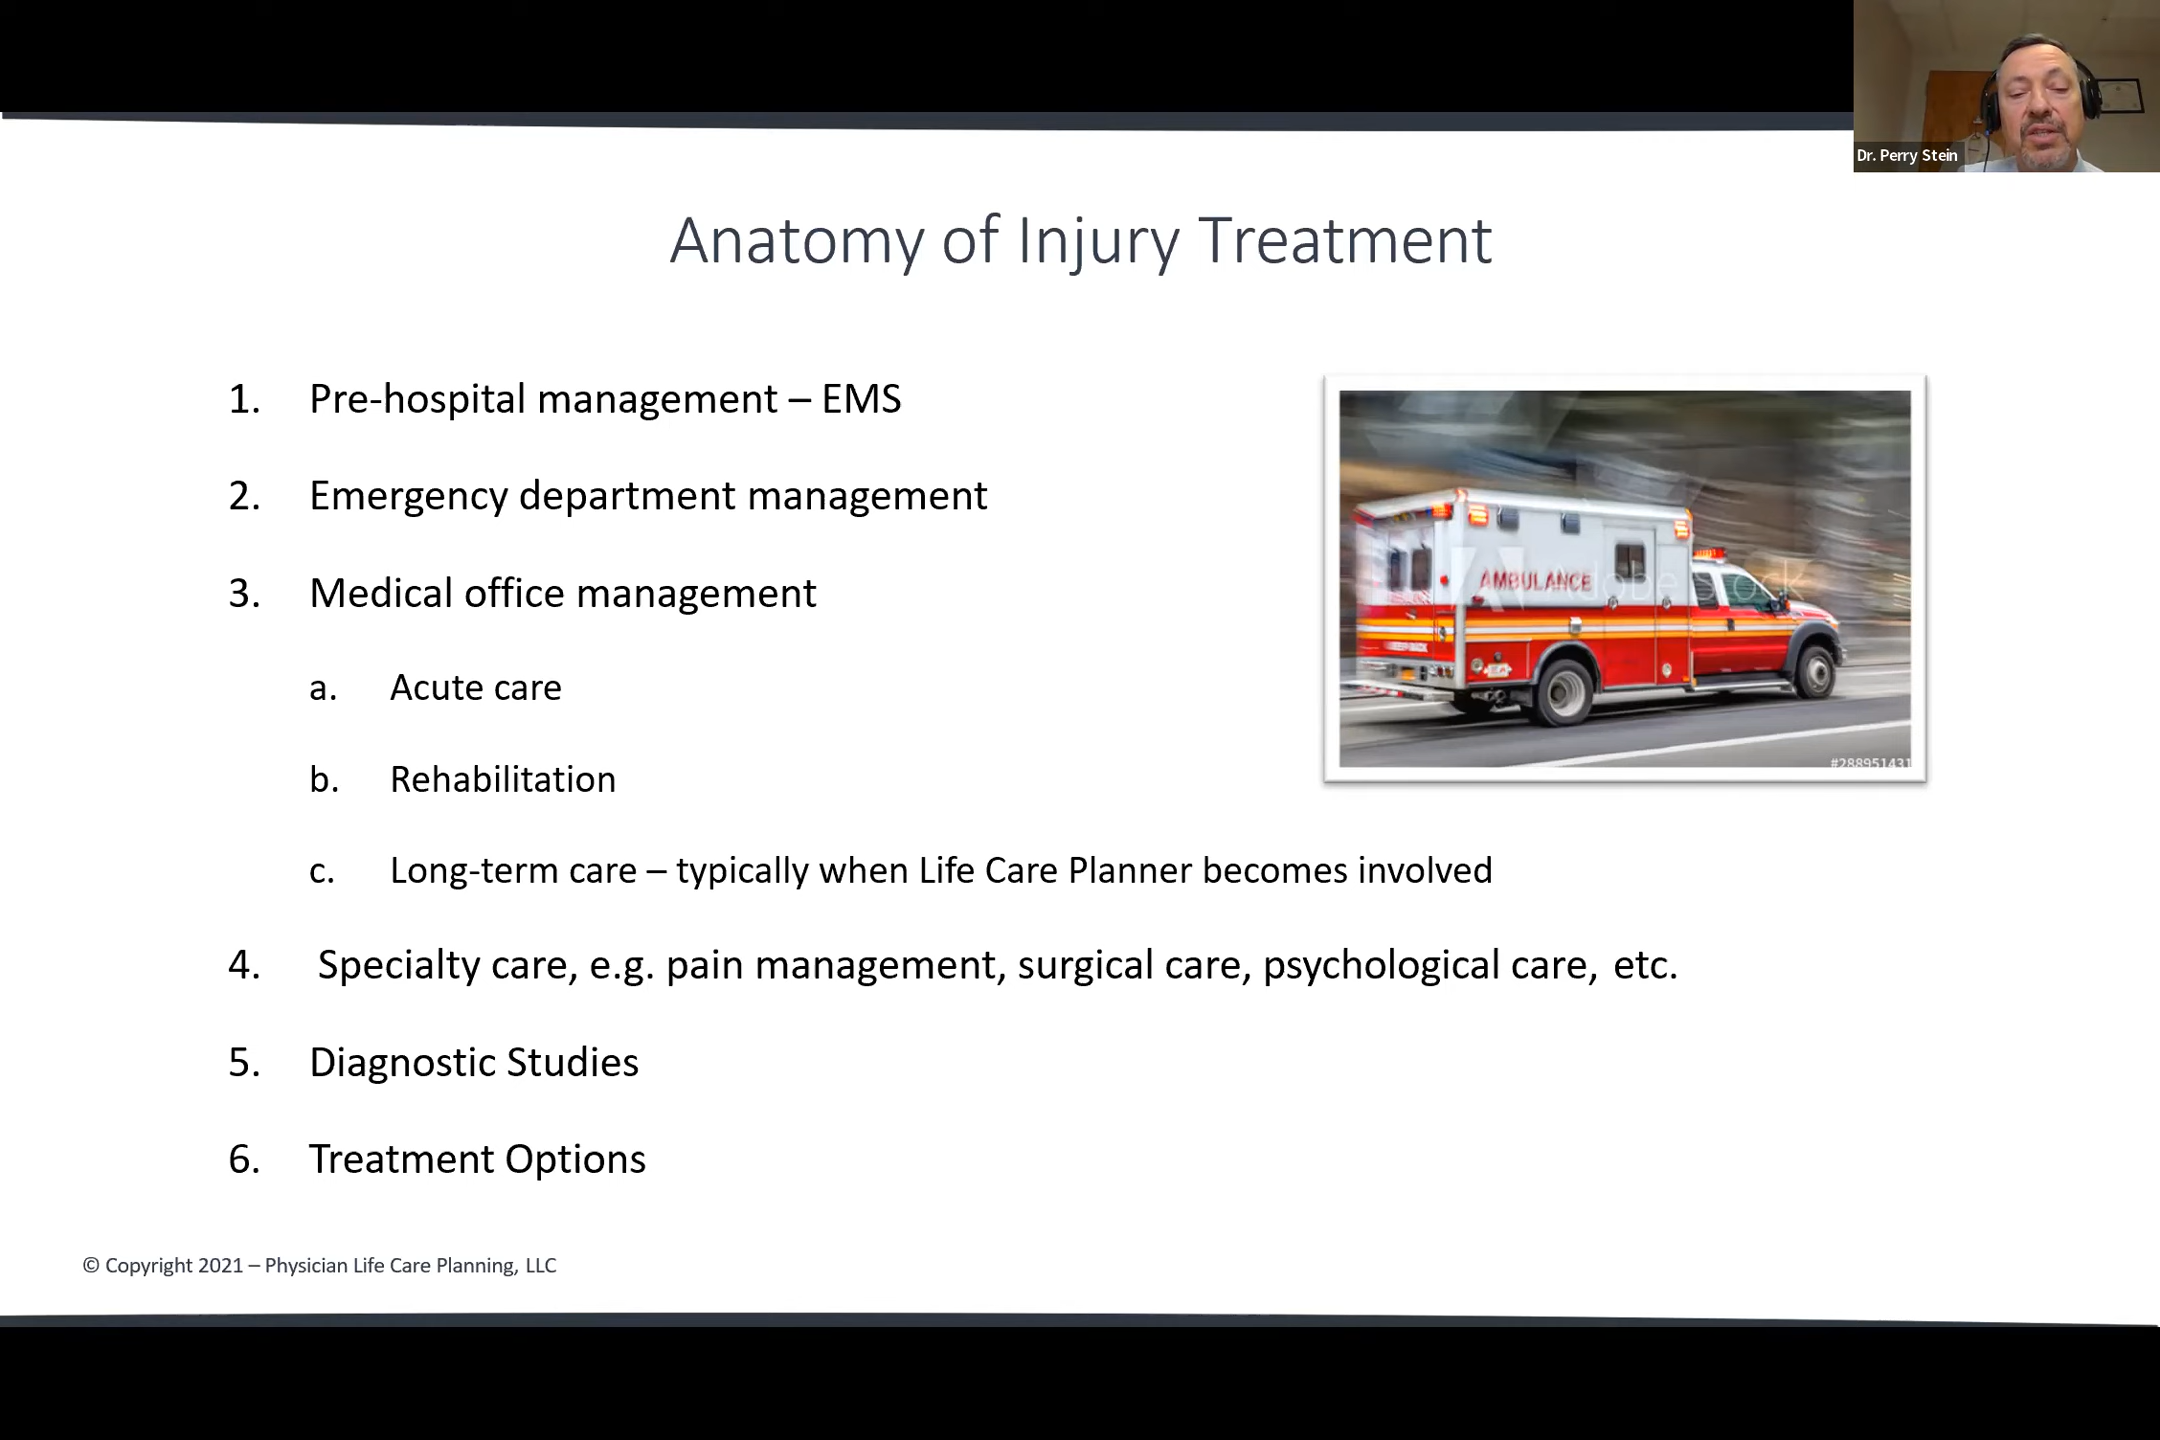 Dr. Perry Stein
Anatomy of Injury Treatment
1. Pre-hospital management – EMS
2. Emergency department management
3. Medical office management
a. Acute care
b. Rehabilitation
c. Long-term care – typically when Life Care Planner becomes involved
4. Specialty care, e.g. pain management, surgical care, psychological care, etc.
5. Diagnostic Studies
6. Treatment Options
AMBULANCE
Adobe Stock
#288951431
© Copyright 2021 – Physician Life Care Planning, LLC